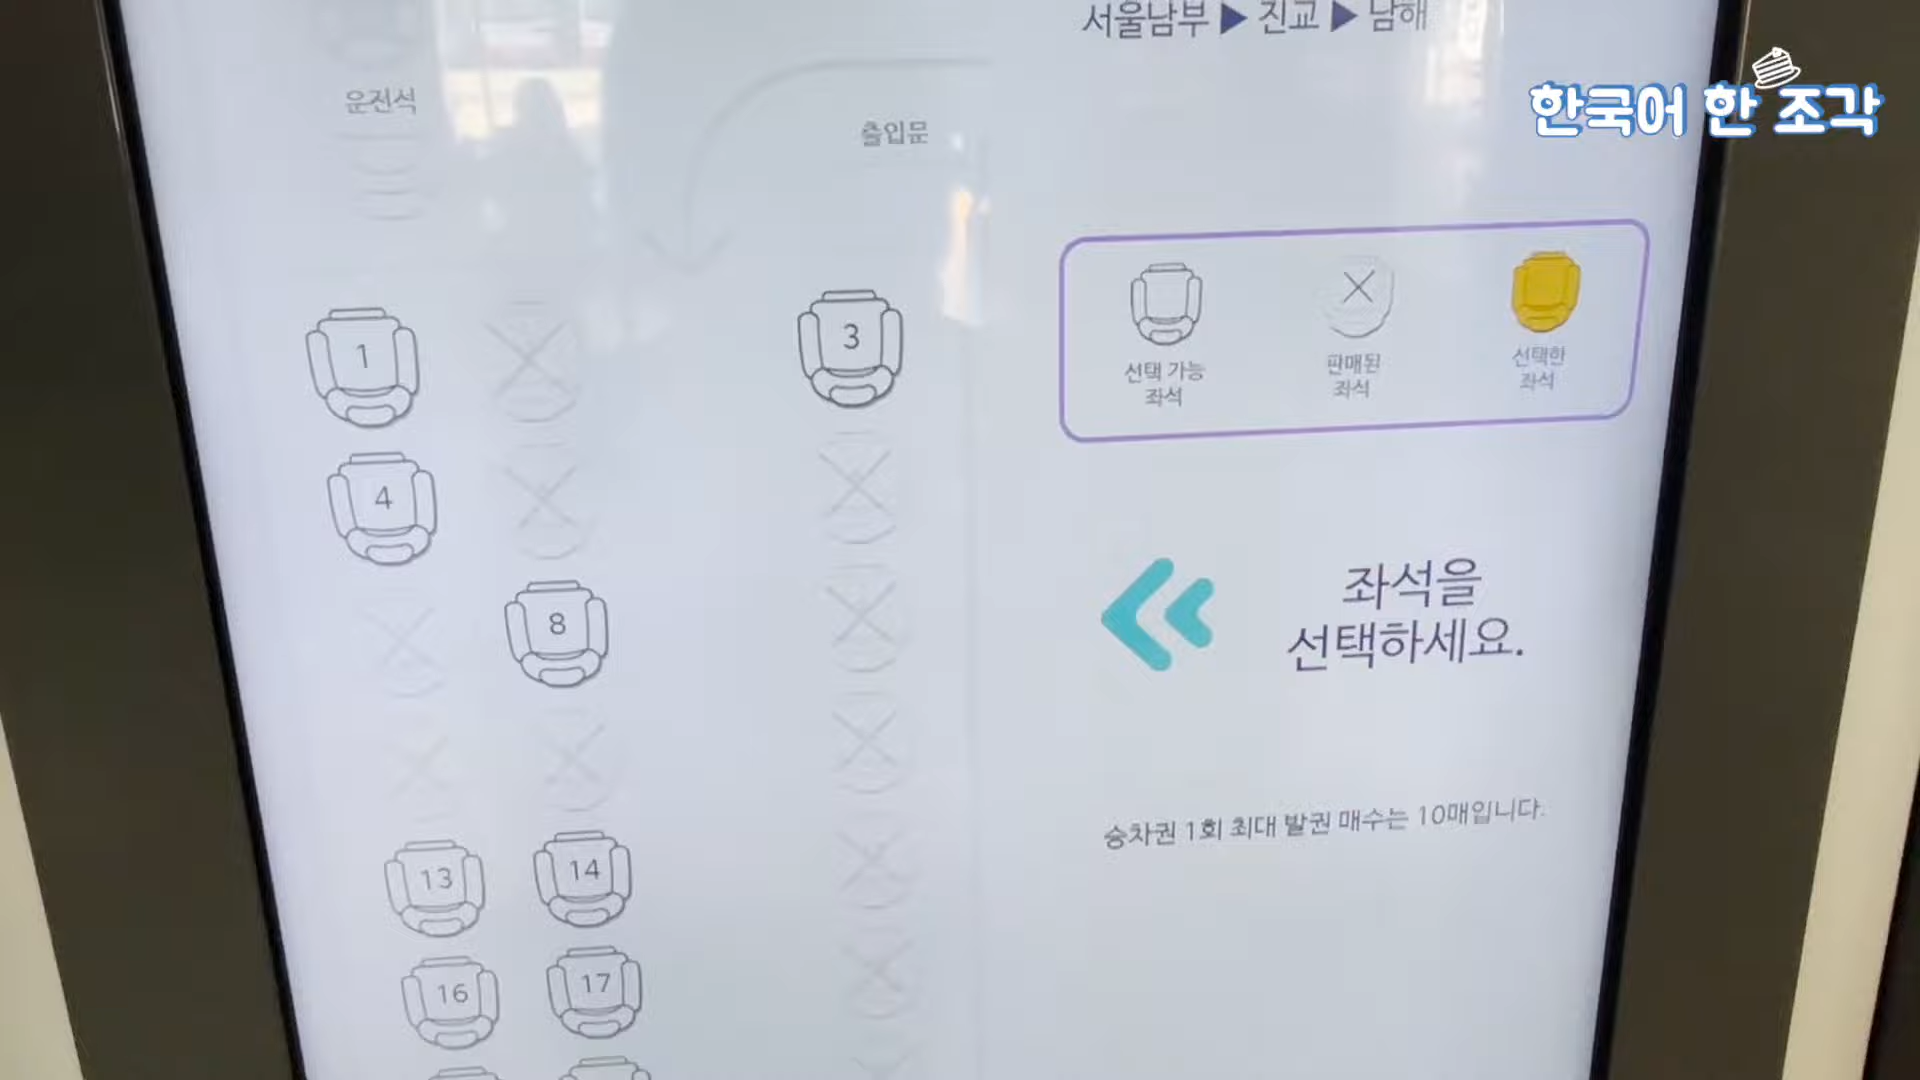 서울남부 ▶ 진교 ▶ 남해
한국어 한 조각
운전석
출입문
1
3
4
8
13
14
16
17
선택 가능
좌석
판매된
좌석
선택한
좌석
좌석을
선택하세요.
승차권 1회 최대 발권 매수는 10매입니다.